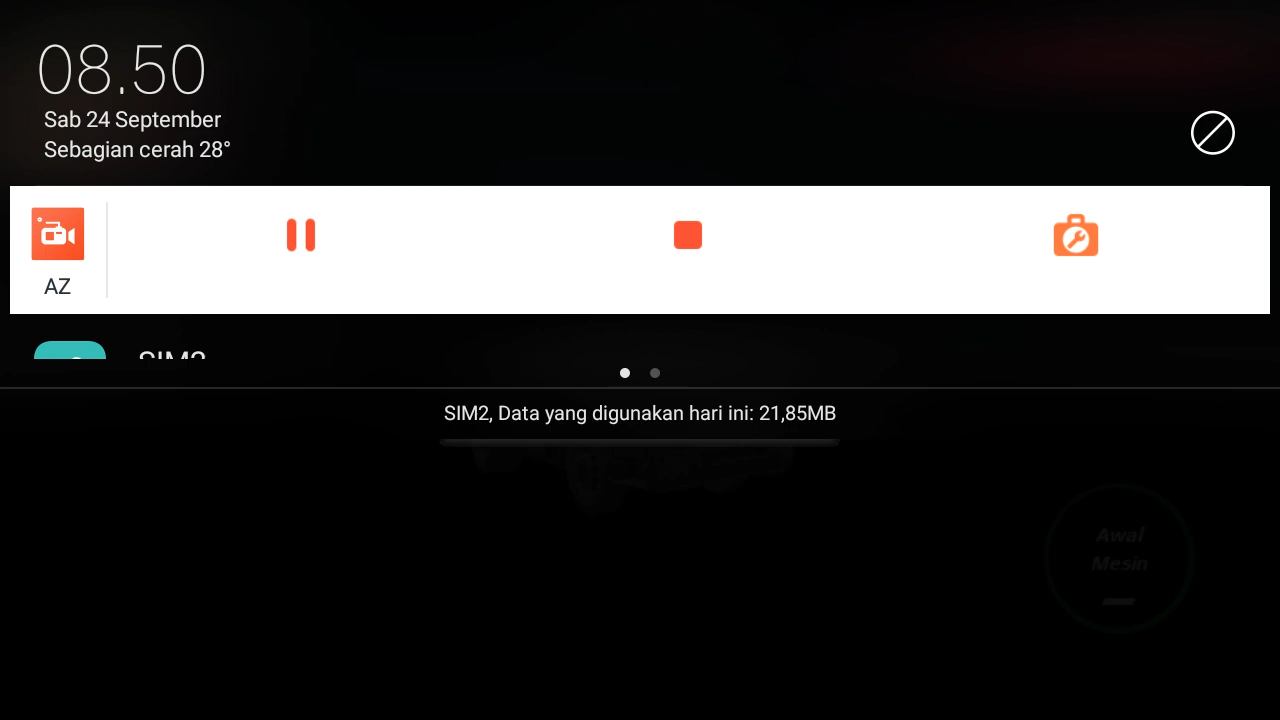 08.50
Sab 24 September
Sebagian cerah 28°
AZ
SIM2
SIM2, Data yang digunakan hari ini: 21,85MB
Awal
Mesin